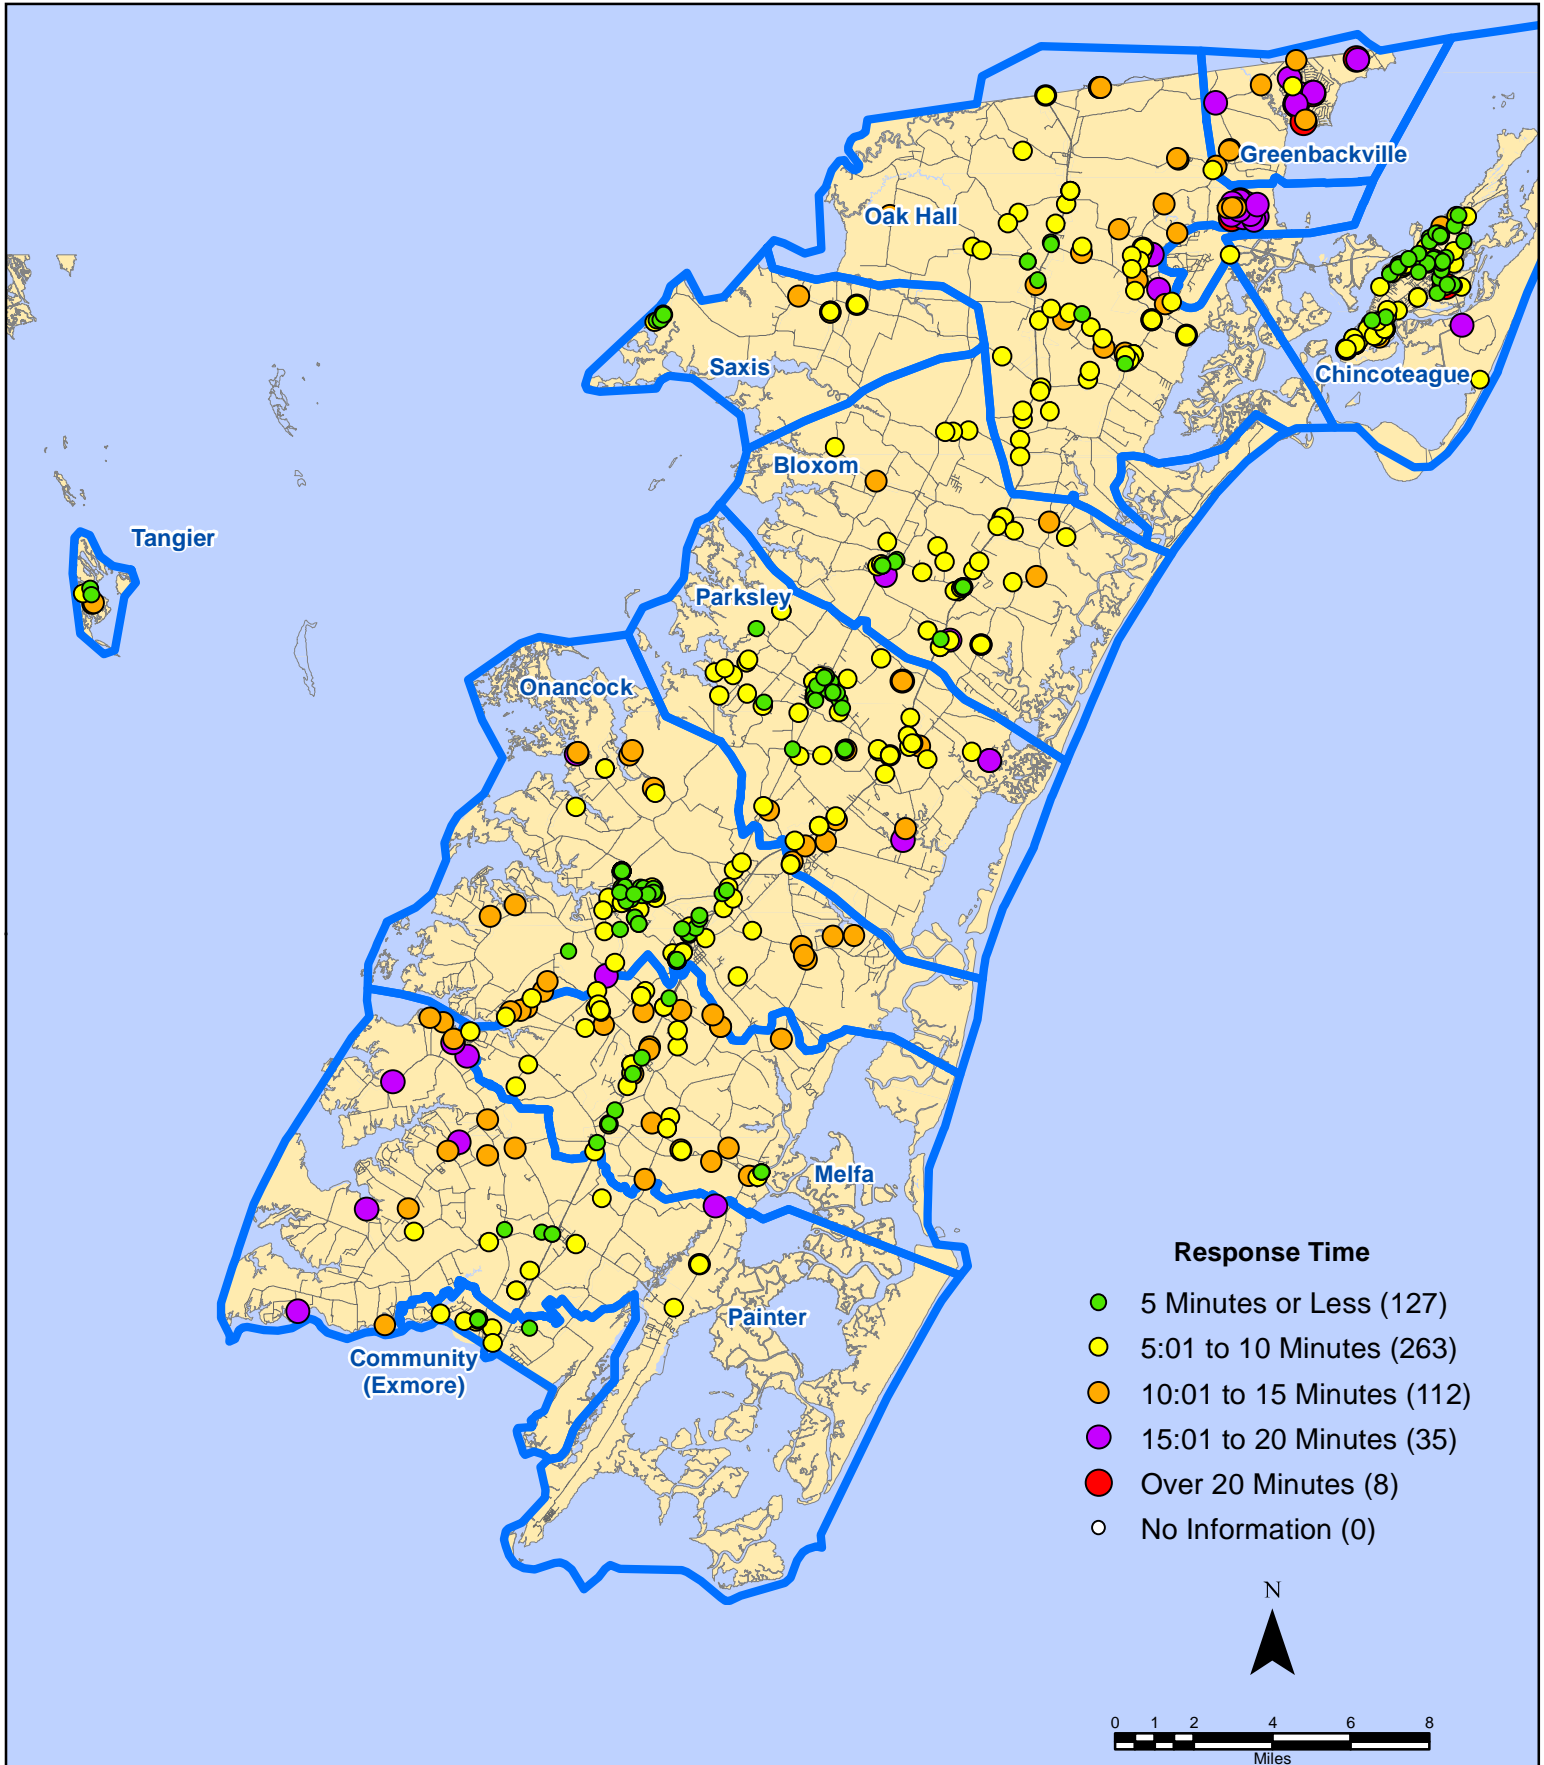 Greenbackville
Oak Hall
Saxis
Chincoteague
Bloxom
Tangier
Parksley
Onancock
Melfa
Painter
Community
(Exmore)
Response Time
5 Minutes or Less (127)
5:01 to 10 Minutes (263)
10:01 to 15 Minutes (112)
15:01 to 20 Minutes (35)
Over 20 Minutes (8)
No Information (0)
N
0 1 2 4 6 8
Miles